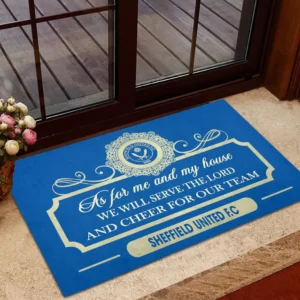 As for me and my house
WE WILL SERVE THE LORD
AND CHEER FOR OUR TEAM
SHEFFIELD UNITED F.C